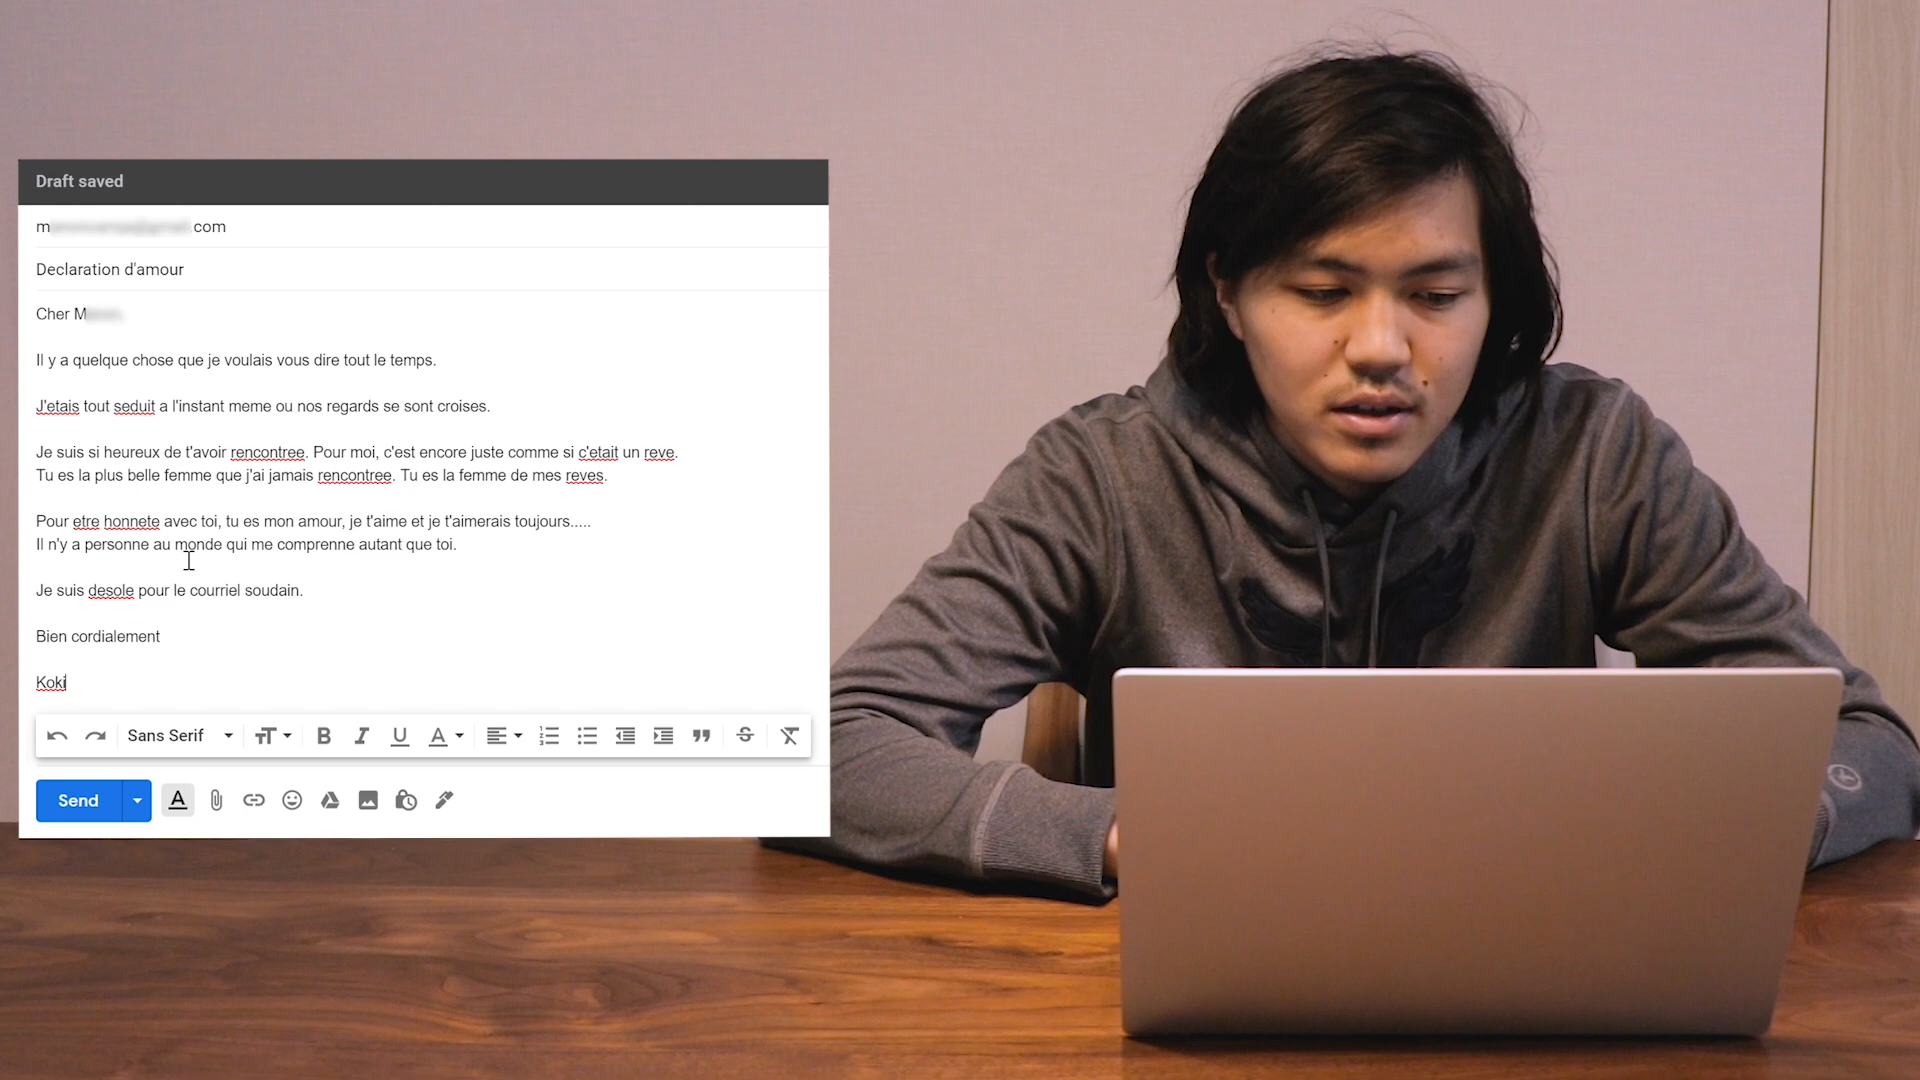 Draft saved
m .com
Declaration d'amour
Cher M
Il y a quelque chose que je voulais vous dire tout le temps.
J'etais tout seduit a l'instant meme ou nos regards se sont croises.
Je suis si heureux de t'avoir rencontree. Pour moi, c'est encore juste comme si c'etait un reve.
Tu es la plus belle femme que j'ai jamais rencontree. Tu es la femme de mes reves.
Pour etre honnete avec toi, tu es mon amour, je t'aime et je t'aimerais toujours.....
Il n'y a personne au monde qui me comprenne autant que toi.
Je suis desole pour le courriel soudain.
Bien cordialement
Koki
Sans Serif
Send